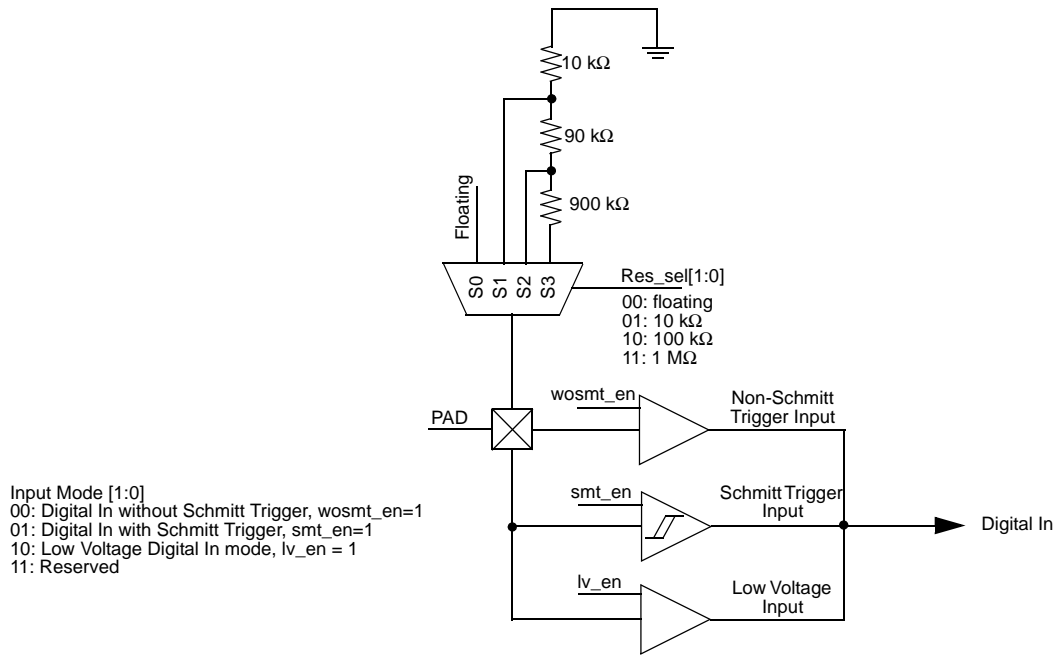 10 kΩ
90 kΩ
900 kΩ
Floating
S0
S1
S2
S3
Res_sel[1:0]
00: floating
01: 10 kΩ
10: 100 kΩ
11: 1 MΩ
PAD
wosmt_en
Non-Schmitt
Trigger Input
smt_en
Schmitt Trigger
Input
lv_en
Low Voltage
Input
Digital In
Input Mode [1:0]
00: Digital In without Schmitt Trigger, wosmt_en=1
01: Digital In with Schmitt Trigger, smt_en=1
10: Low Voltage Digital In mode, lv_en = 1
11: Reserved